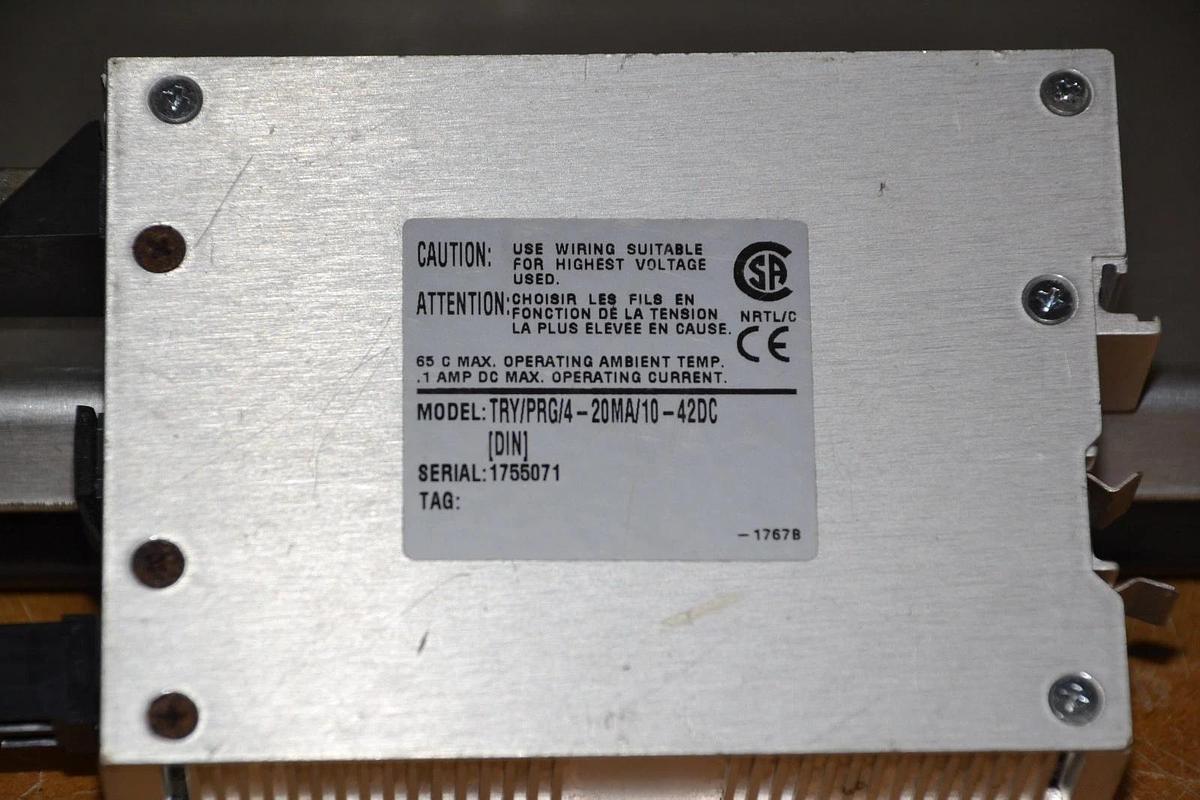 CAUTION: USE WIRING SUITABLE
FOR HIGHEST VOLTAGE
USED.
ATTENTION: CHOISIR LES FILS EN
FONCTION DE LA TENSION
LA PLUS ELEVEE EN CAUSE.
SA
NRTL/C
CE
65 C MAX. OPERATING AMBIENT TEMP.
.1 AMP DC MAX. OPERATING CURRENT.
MODEL: TRY/PRG/4-20MA/10-42DC
[DIN]
SERIAL: 1755071
TAG:
-1767B